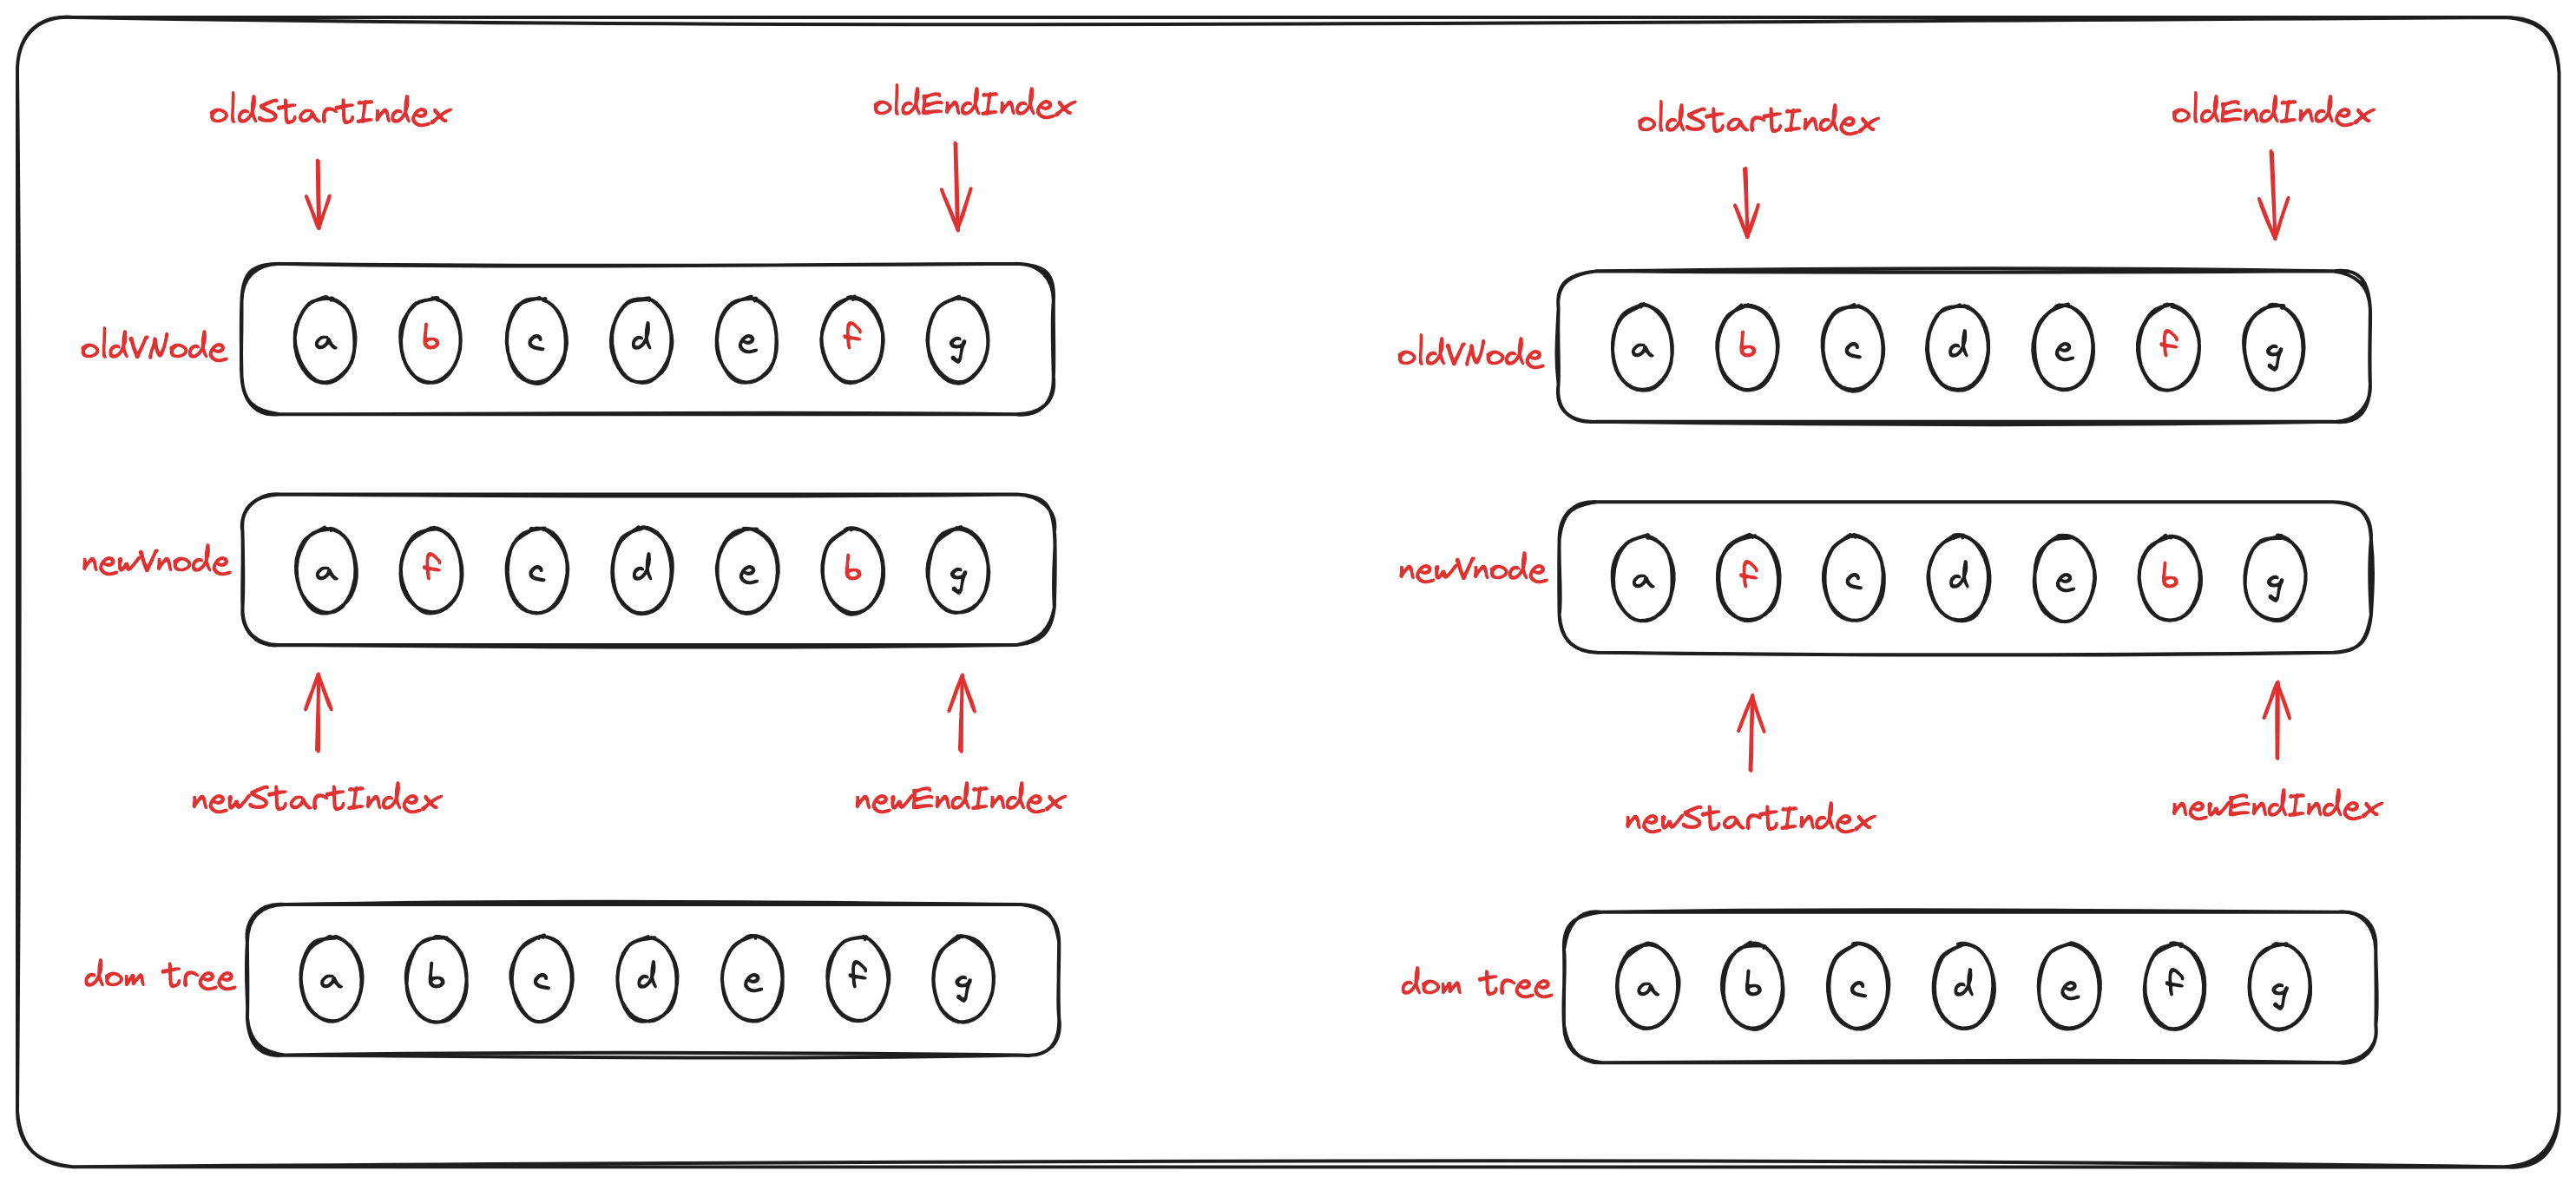 oldStartIndex
oldEndIndex
oldVNode
a b c d e f g
newVnode
a f c d e b g
newStartIndex
newEndIndex
dom tree
a b c d e f g
oldStartIndex
oldEndIndex
oldVNode
a b c d e f g
newVnode
a f c d e b g
newStartIndex
newEndIndex
dom tree
a b c d e f g